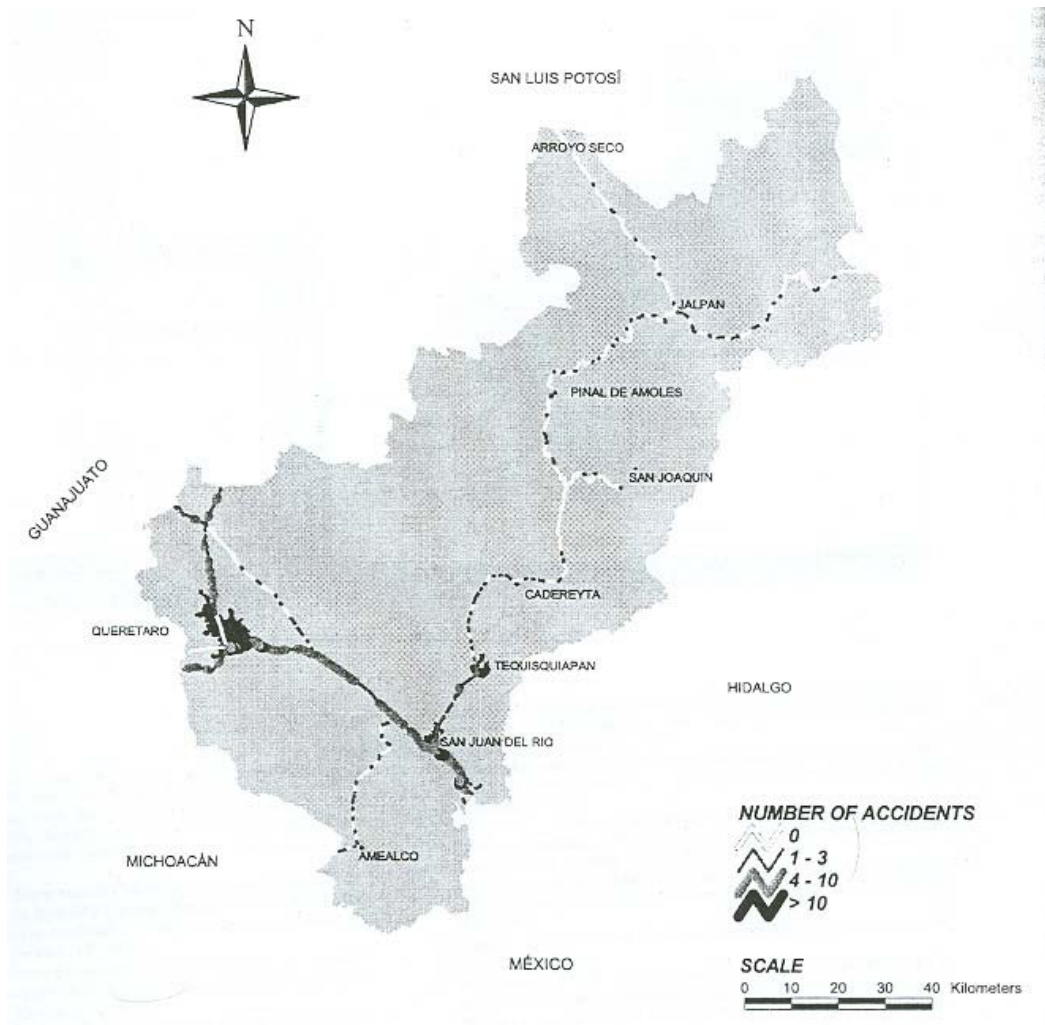 N
SAN LUIS POTOSÍ
ARROYO SECO
JALPAN
PINAL DE AMOLES
SAN JOAQUIN
GUANAJUATO
CADEREYTA
QUERETARO
TEQUISQUIAPAN
HIDALGO
SAN JUAN DEL RIO
AMEALCO
MICHOACÁN
MÉXICO
NUMBER OF ACCIDENTS
0
1 - 3
4 - 10
> 10
SCALE
0 10 20 30 40 Kilometers